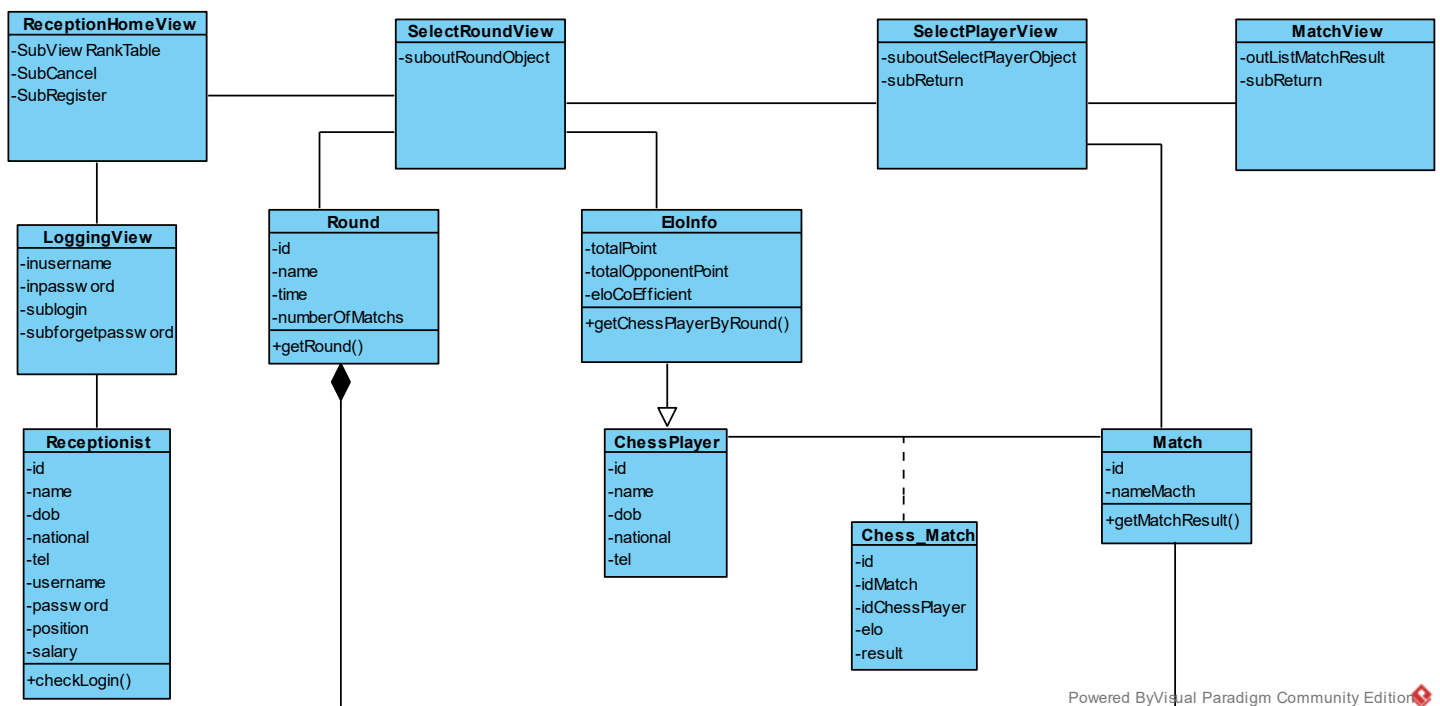 ReceptionHomeView
-SubView RankTable
-SubCancel
-SubRegister
SelectRoundView
-suboutRoundObject
SelectPlayerView
-suboutSelectPlayerObject
-subReturn
MatchView
-outListMatchResult
-subReturn
LoggingView
-inusername
-inpassword
-sublogin
-subforgetpassword
Round
-id
-name
-time
-numberOfMatchs
+getRound()
EloInfo
-totalPoint
-totalOpponentPoint
-eloCoEfficient
+getChessPlayerByRound()
Receptionist
-id
-name
-dob
-national
-tel
-username
-password
-position
-salary
+checkLogin()
ChessPlayer
-id
-name
-dob
-national
-tel
Chess_Match
-id
-idMatch
-idChessPlayer
-elo
-result
Match
-id
-nameMacth
+getMatchResult()
Powered ByVisual Paradigm Community Edition